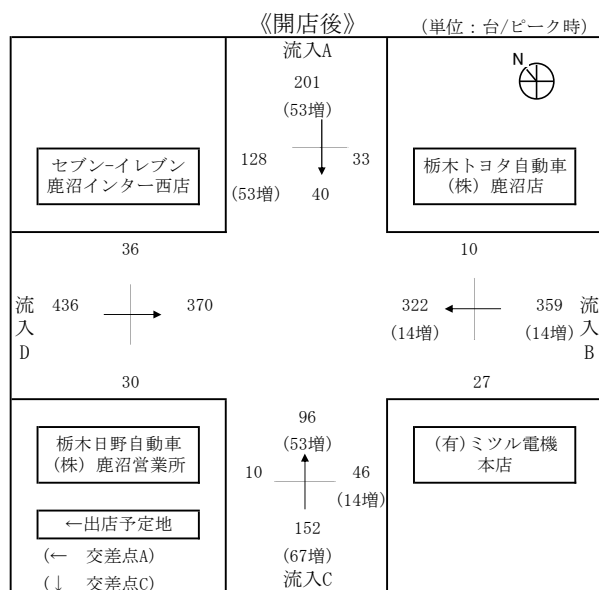 《開店後》
(単位：台/ピーク時)
流入A
N
201
(53増)
128
33
(53増)
40
セブン-イレブン
鹿沼インター西店
栃木トヨタ自動車
(株) 鹿沼店
36
10
流入D
436
370
322
(14増)
359
(14増)
流入B
30
27
栃木日野自動車
(株) 鹿沼営業所
96
(53増)
(有)ミツル電機
本店
10
46
(14増)
←出店予定地
152
(67増)
(← 交差点A)
(↓ 交差点C)
流入C